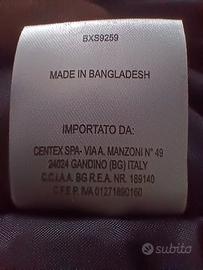 BXS9259
MADE IN BANGLADESH
IMPORTATO DA:
CENTEX SPA- VIA A. MANZONI N° 49
24024 GANDINO (BG) ITALY
C.C.I.A.A. BG R.E.A. NR. 189140
C.F.E P. IVA 01271890160
subito